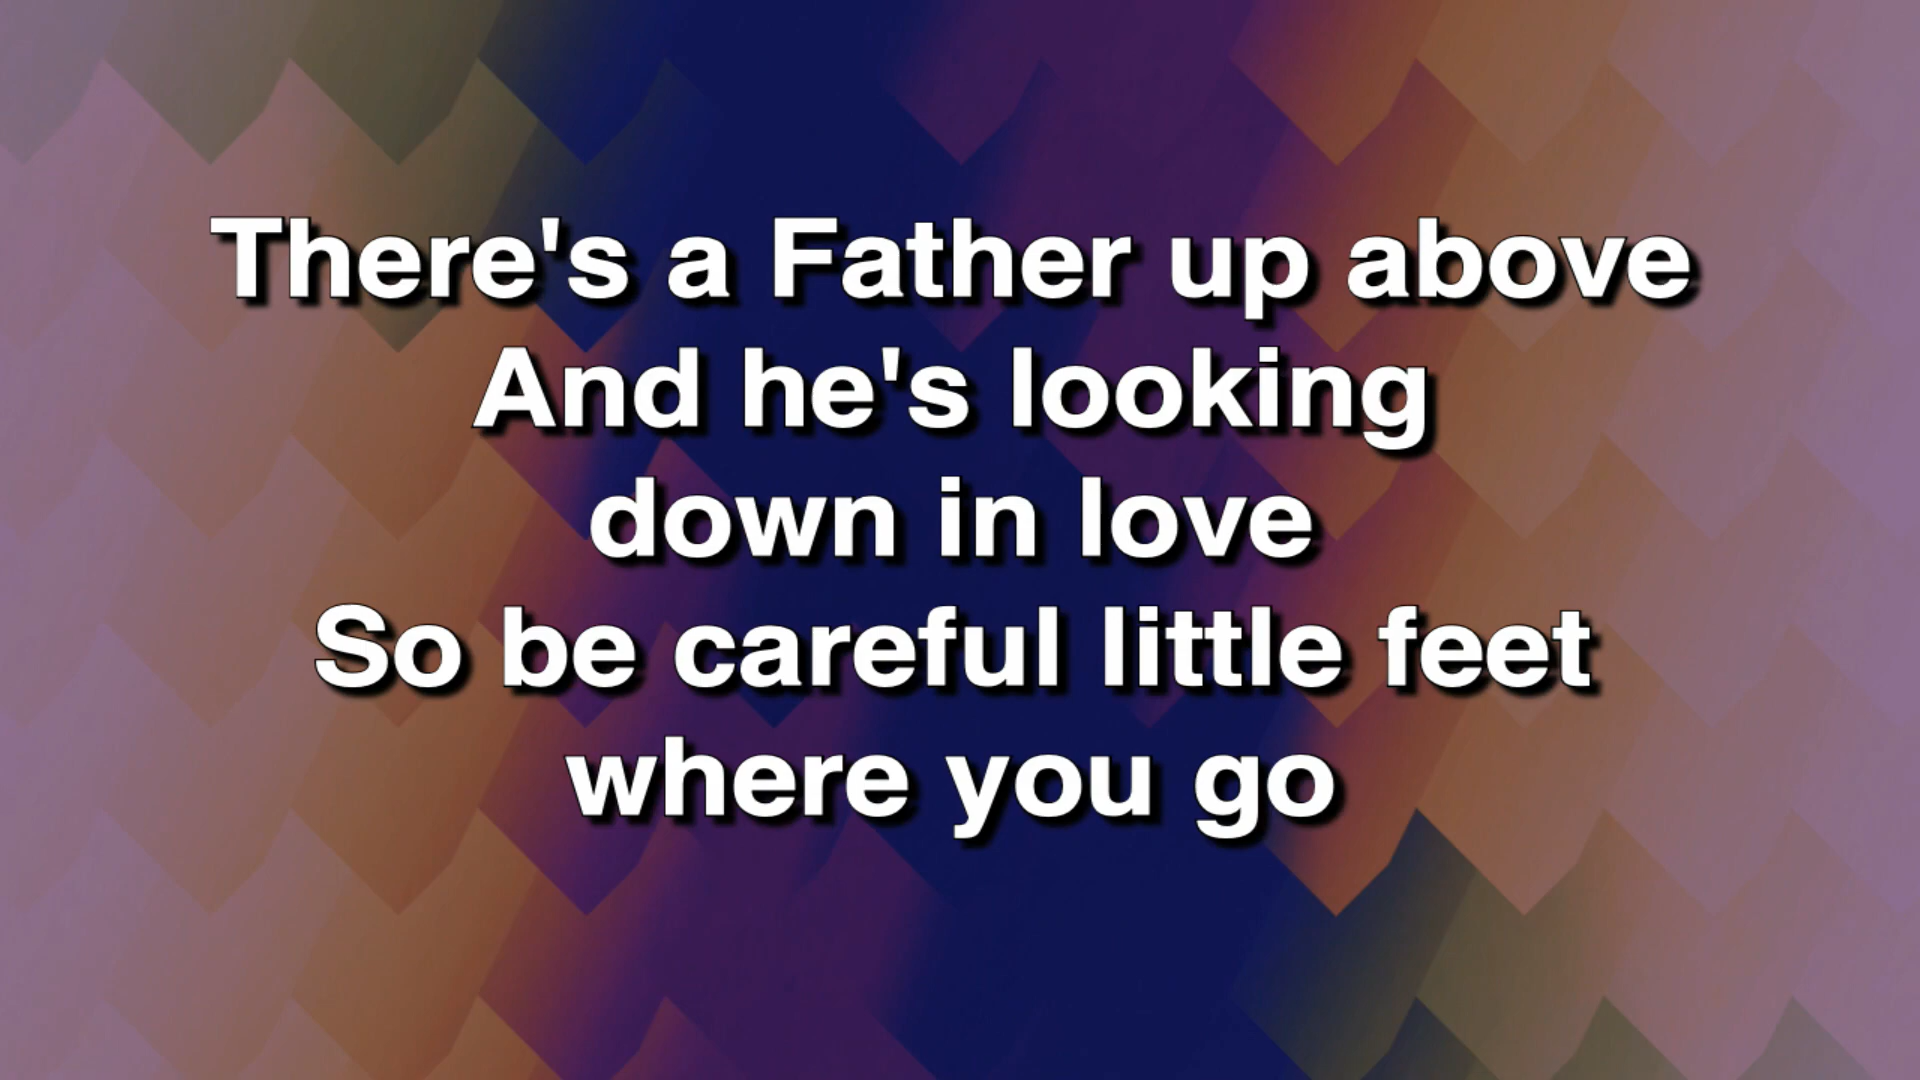 There's a Father up above
And he's looking
down in love
So be careful little feet
where you go